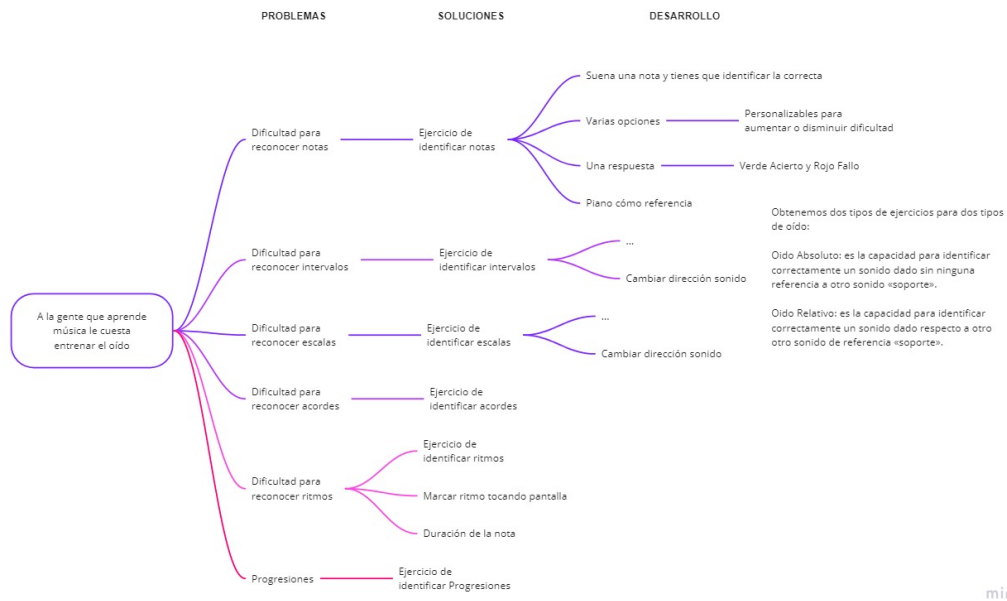 PROBLEMAS
SOLUCIONES
DESARROLLO
A la gente que aprende
música le cuesta
entrenar el oído
Dificultad para
reconocer notas
Ejercicio de
identificar notas
Suena una nota y tienes que identificar la correcta
Varias opciones
Personalizables para
aumentar o disminuir dificultad
Una respuesta
Verde Acierto y Rojo Fallo
Piano cómo referencia
Dificultad para
reconocer intervalos
Ejercicio de
identificar intervalos
...
Cambiar dirección sonido
Dificultad para
reconocer escalas
Ejercicio de
identificar escalas
...
Cambiar dirección sonido
Dificultad para
reconocer acordes
Ejercicio de
identificar acordes
Dificultad para
reconocer ritmos
Ejercicio de
identificar ritmos
Marcar ritmo tocando pantalla
Duración de la nota
Progresiones
Ejercicio de
identificar Progresiones
Obtenemos dos tipos de ejercicios para dos tipos
de oído:
Oido Absoluto: es la capacidad para identificar
correctamente un sonido dado sin ninguna
referencia a otro sonido «soporte».
Oido Relativo: es la capacidad para identificar
correctamente un sonido dado respecto a otro
otro sonido de referencia «soporte».